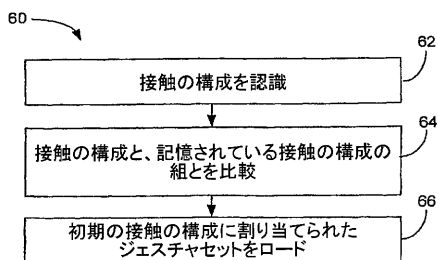 60
62
接触の構成を認識
64
接触の構成と、記憶されている接触の構成の
組とを比較
66
初期の接触の構成に割り当てられた
ジェスチャセットをロード